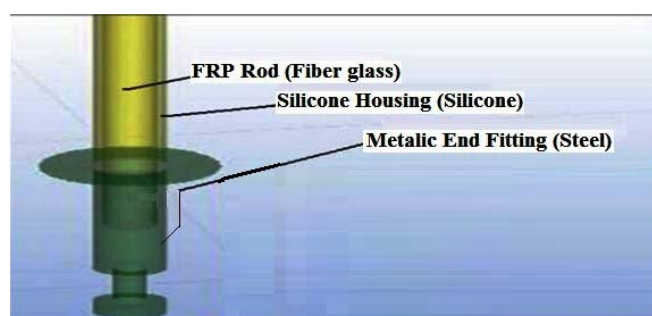 FRP Rod (Fiber glass)
Silicone Housing (Silicone)
Metalic End Fitting (Steel)